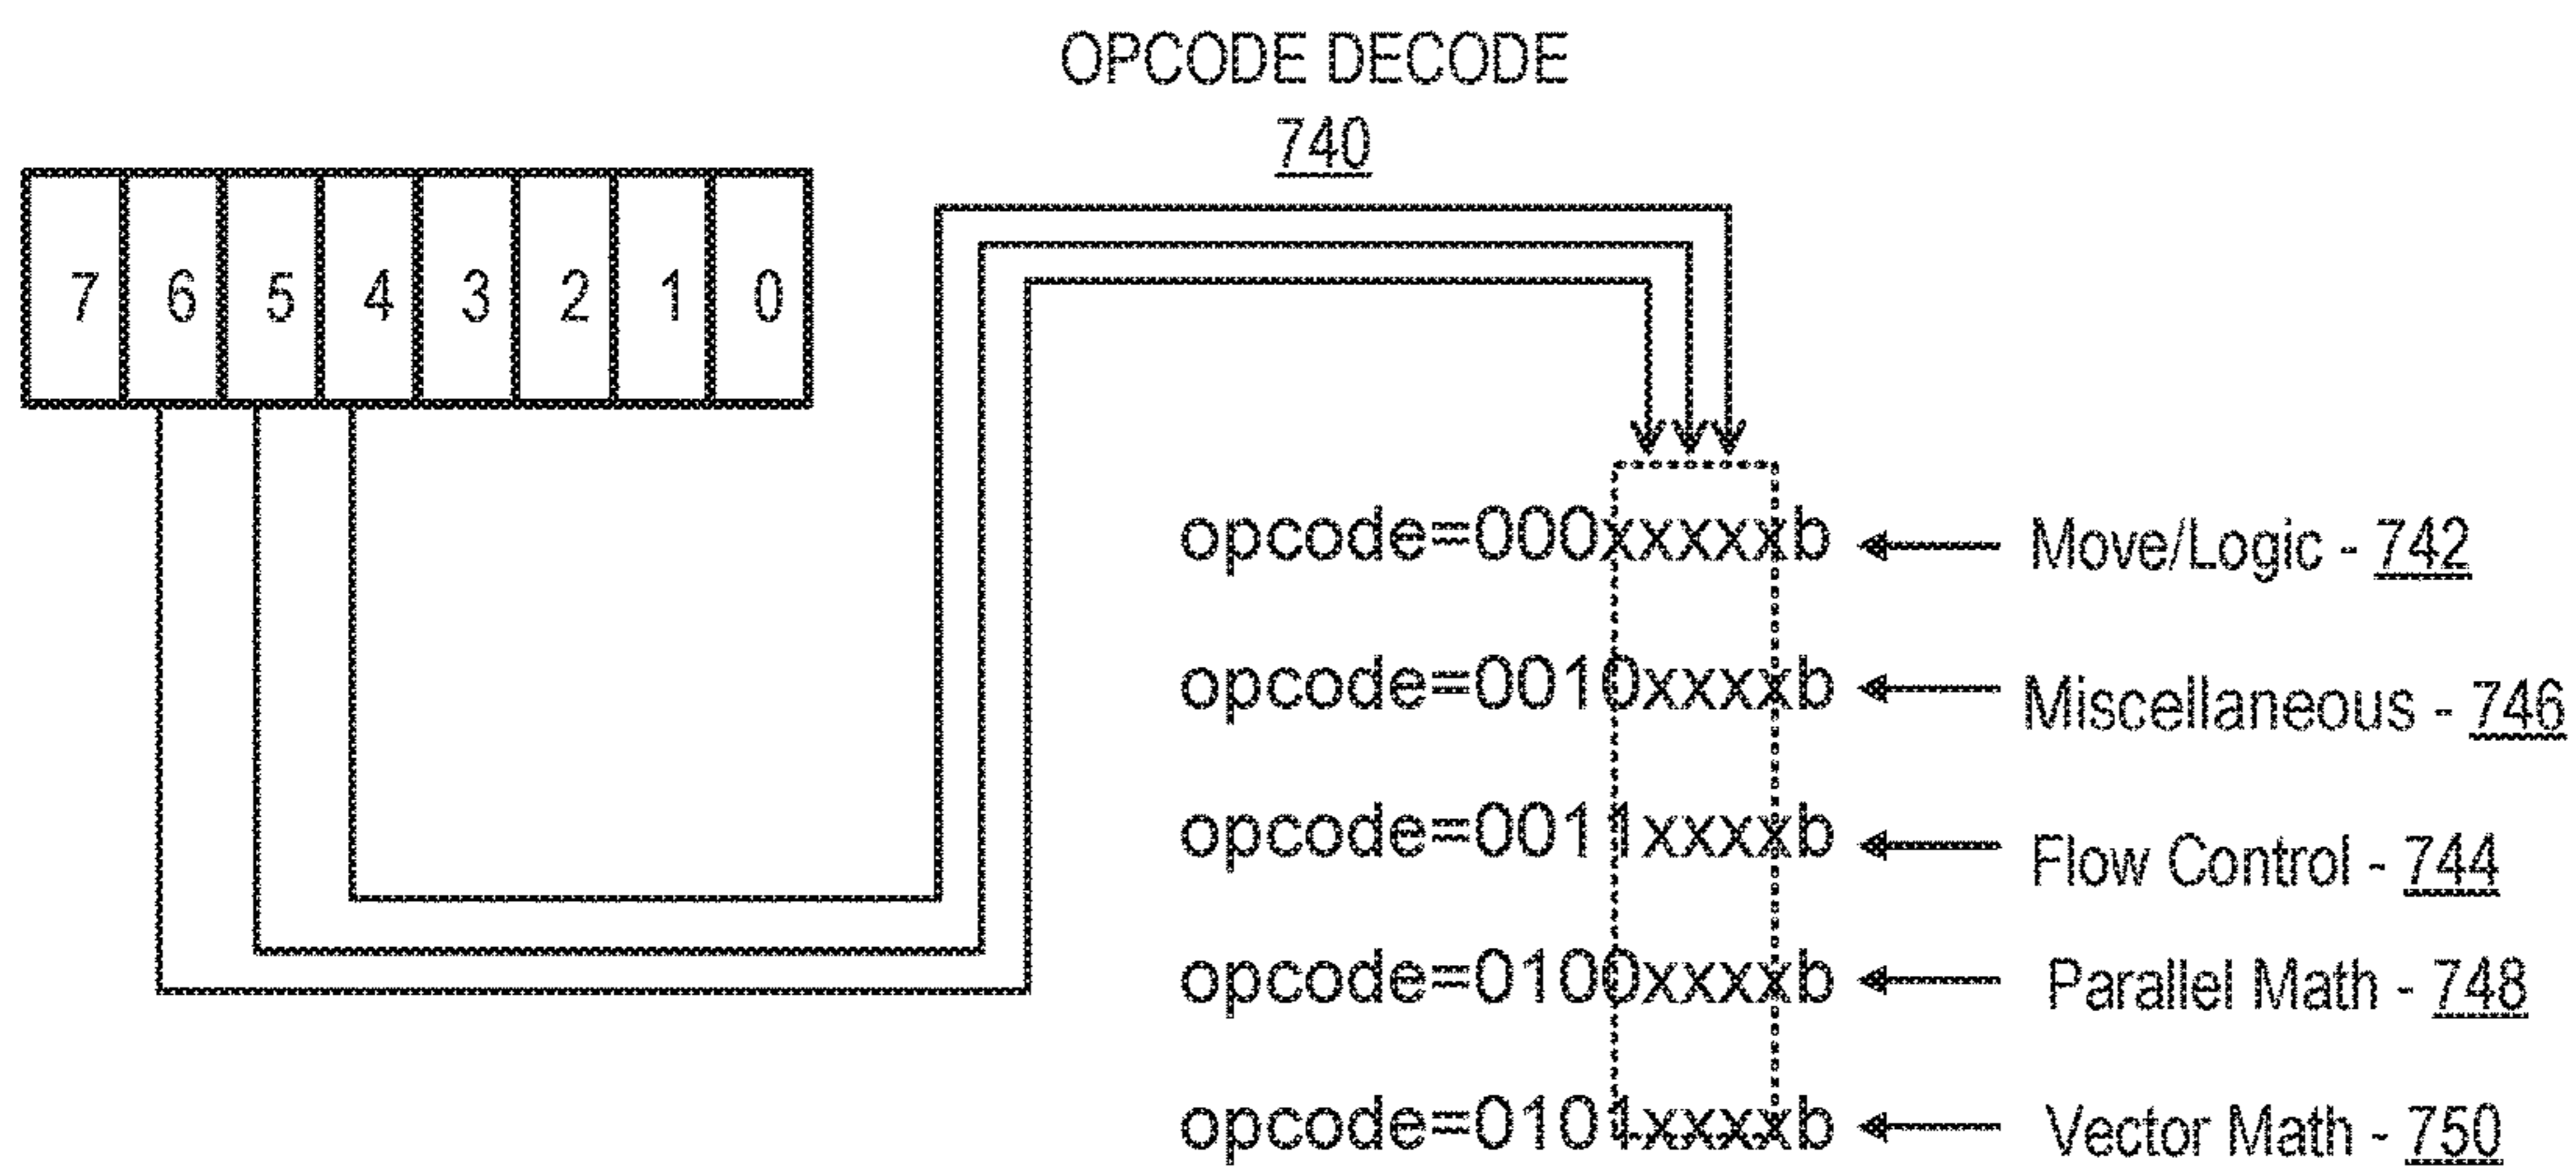 OPCODE DECODE
740
7 6 5 4 3 2 1 0
opcode=000xxxxxb Move/Logic - 742
opcode=0010xxxxb Miscellaneous - 746
opcode=0011xxxxb Flow Control - 744
opcode=0100xxxxb Parallel Math - 748
opcode=0101xxxxb Vector Math - 750